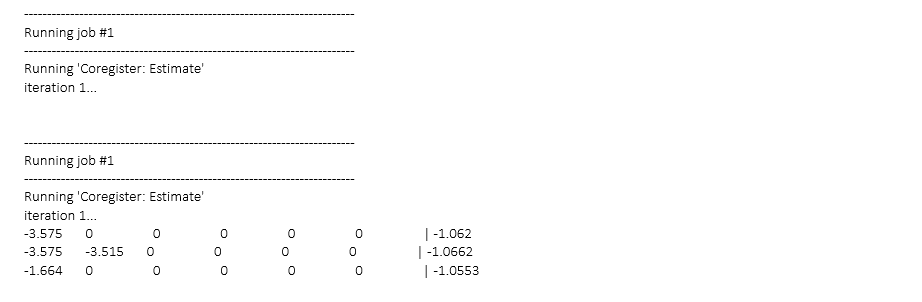 ------------------------------------------------------------------------
Running job #1
------------------------------------------------------------------------
Running 'Coregister: Estimate'
iteration 1...
------------------------------------------------------------------------
Running job #1
------------------------------------------------------------------------
Running 'Coregister: Estimate'
iteration 1...
-3.575 0 0 0 0 0 | -1.062
-3.575 -3.515 0 0 0 0 | -1.0662
-1.664 0 0 0 0 0 | -1.0553